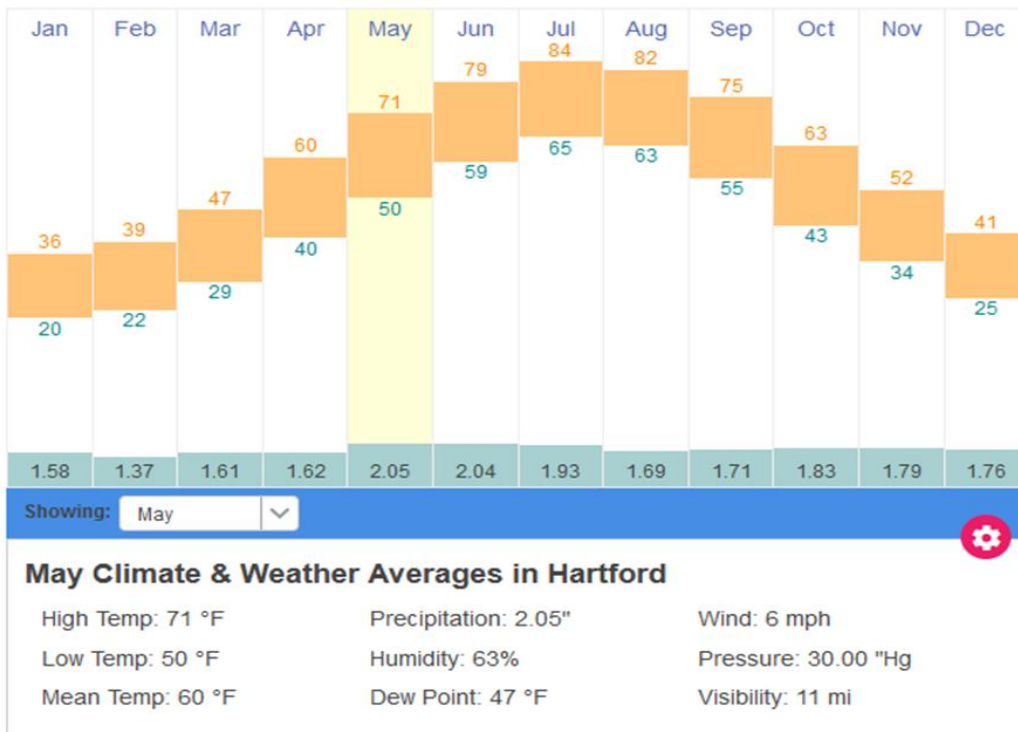 Jan Feb Mar Apr May Jun Jul Aug Sep Oct Nov Dec
36 39 47 60 71 79 84 82 75 63 52 41
20 22 29 40 50 59 65 63 55 43 34 25
1.58 1.37 1.61 1.62 2.05 2.04 1.93 1.69 1.71 1.83 1.79 1.76
Showing: May
May Climate & Weather Averages in Hartford
High Temp: 71 °F Precipitation: 2.05" Wind: 6 mph
Low Temp: 50 °F Humidity: 63% Pressure: 30.00 "Hg
Mean Temp: 60 °F Dew Point: 47 °F Visibility: 11 mi